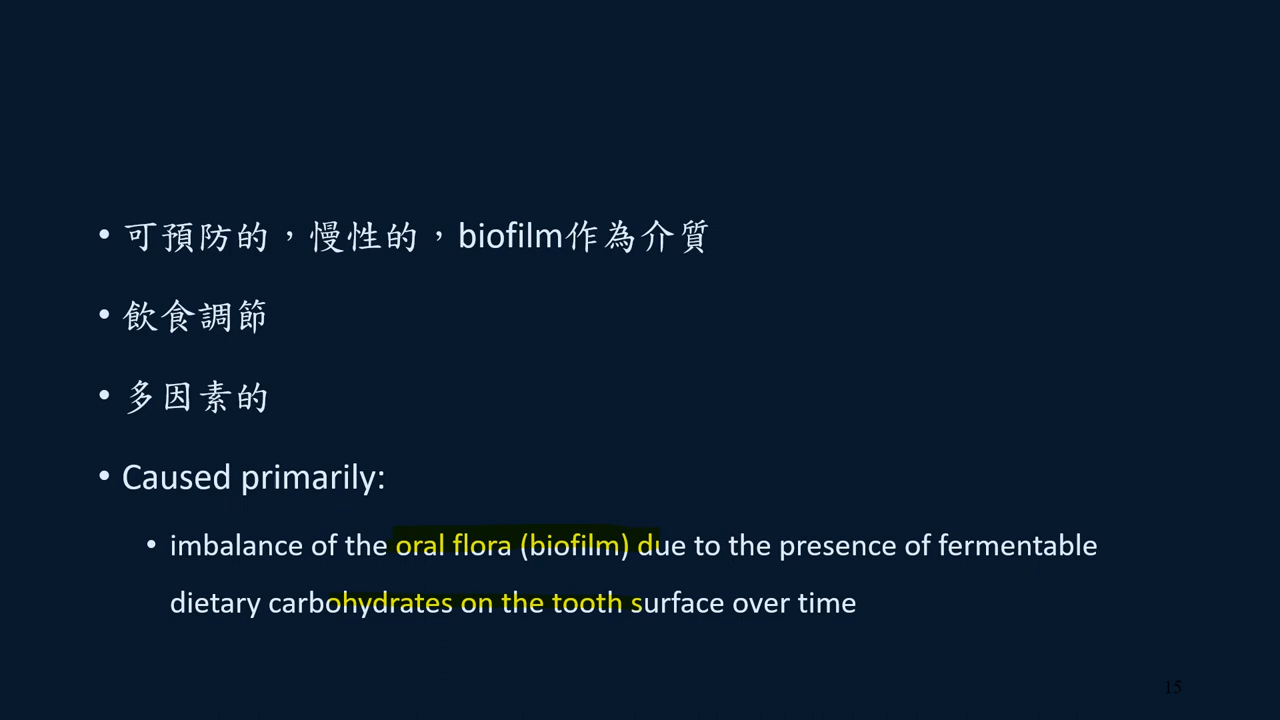 • 可預防的，慢性的，biofilm作為介質
• 飲食調節
• 多因素的
• Caused primarily:
• imbalance of the oral flora (biofilm) due to the presence of fermentable
dietary carbohydrates on the tooth surface over time
15